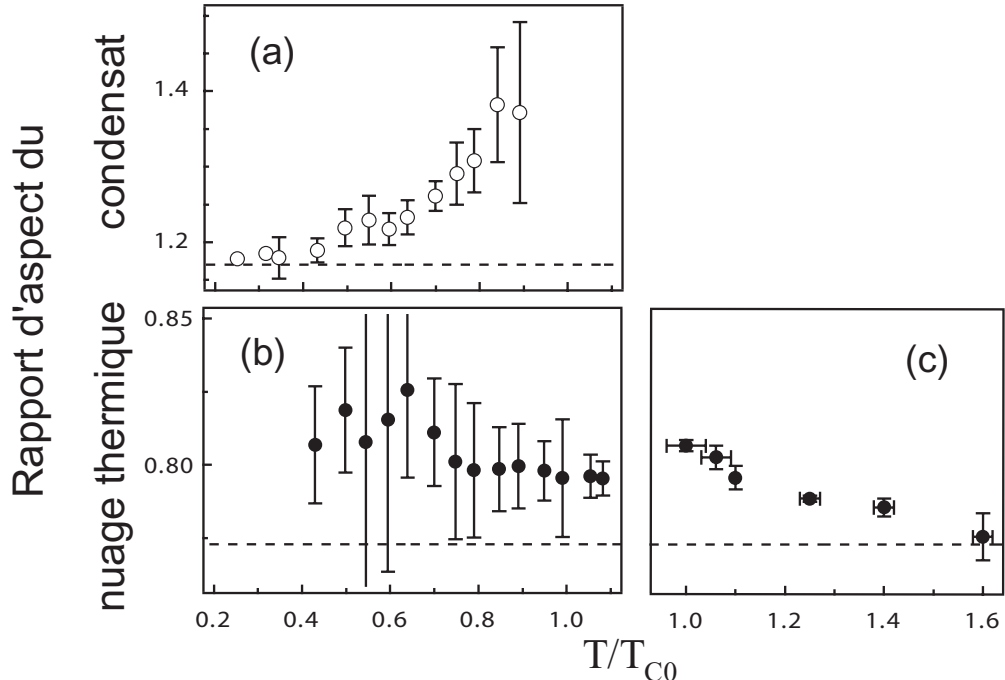 Rapport d'aspect du
condensat
nuage thermique
(a)
1.4
1.2
(b)
0.85
0.80
0.2 0.4 0.6 0.8 1.0
(c)
1.0 1.2 1.4 1.6
T/T_C0